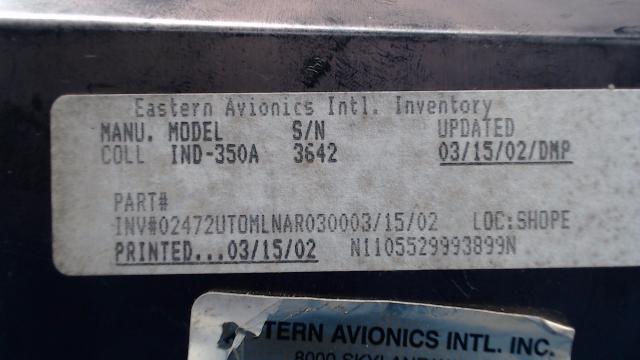 Eastern Avionics Intl. Inventory
MANU. MODEL S/N UPDATED
COLL IND-350A 3642 03/15/02/DMP
PART#
INV#02472UTOMLNAR030003/15/02 LOC:SHOPE
PRINTED...03/15/02 N1105529993899N
TERN AVIONICS INTL. INC.